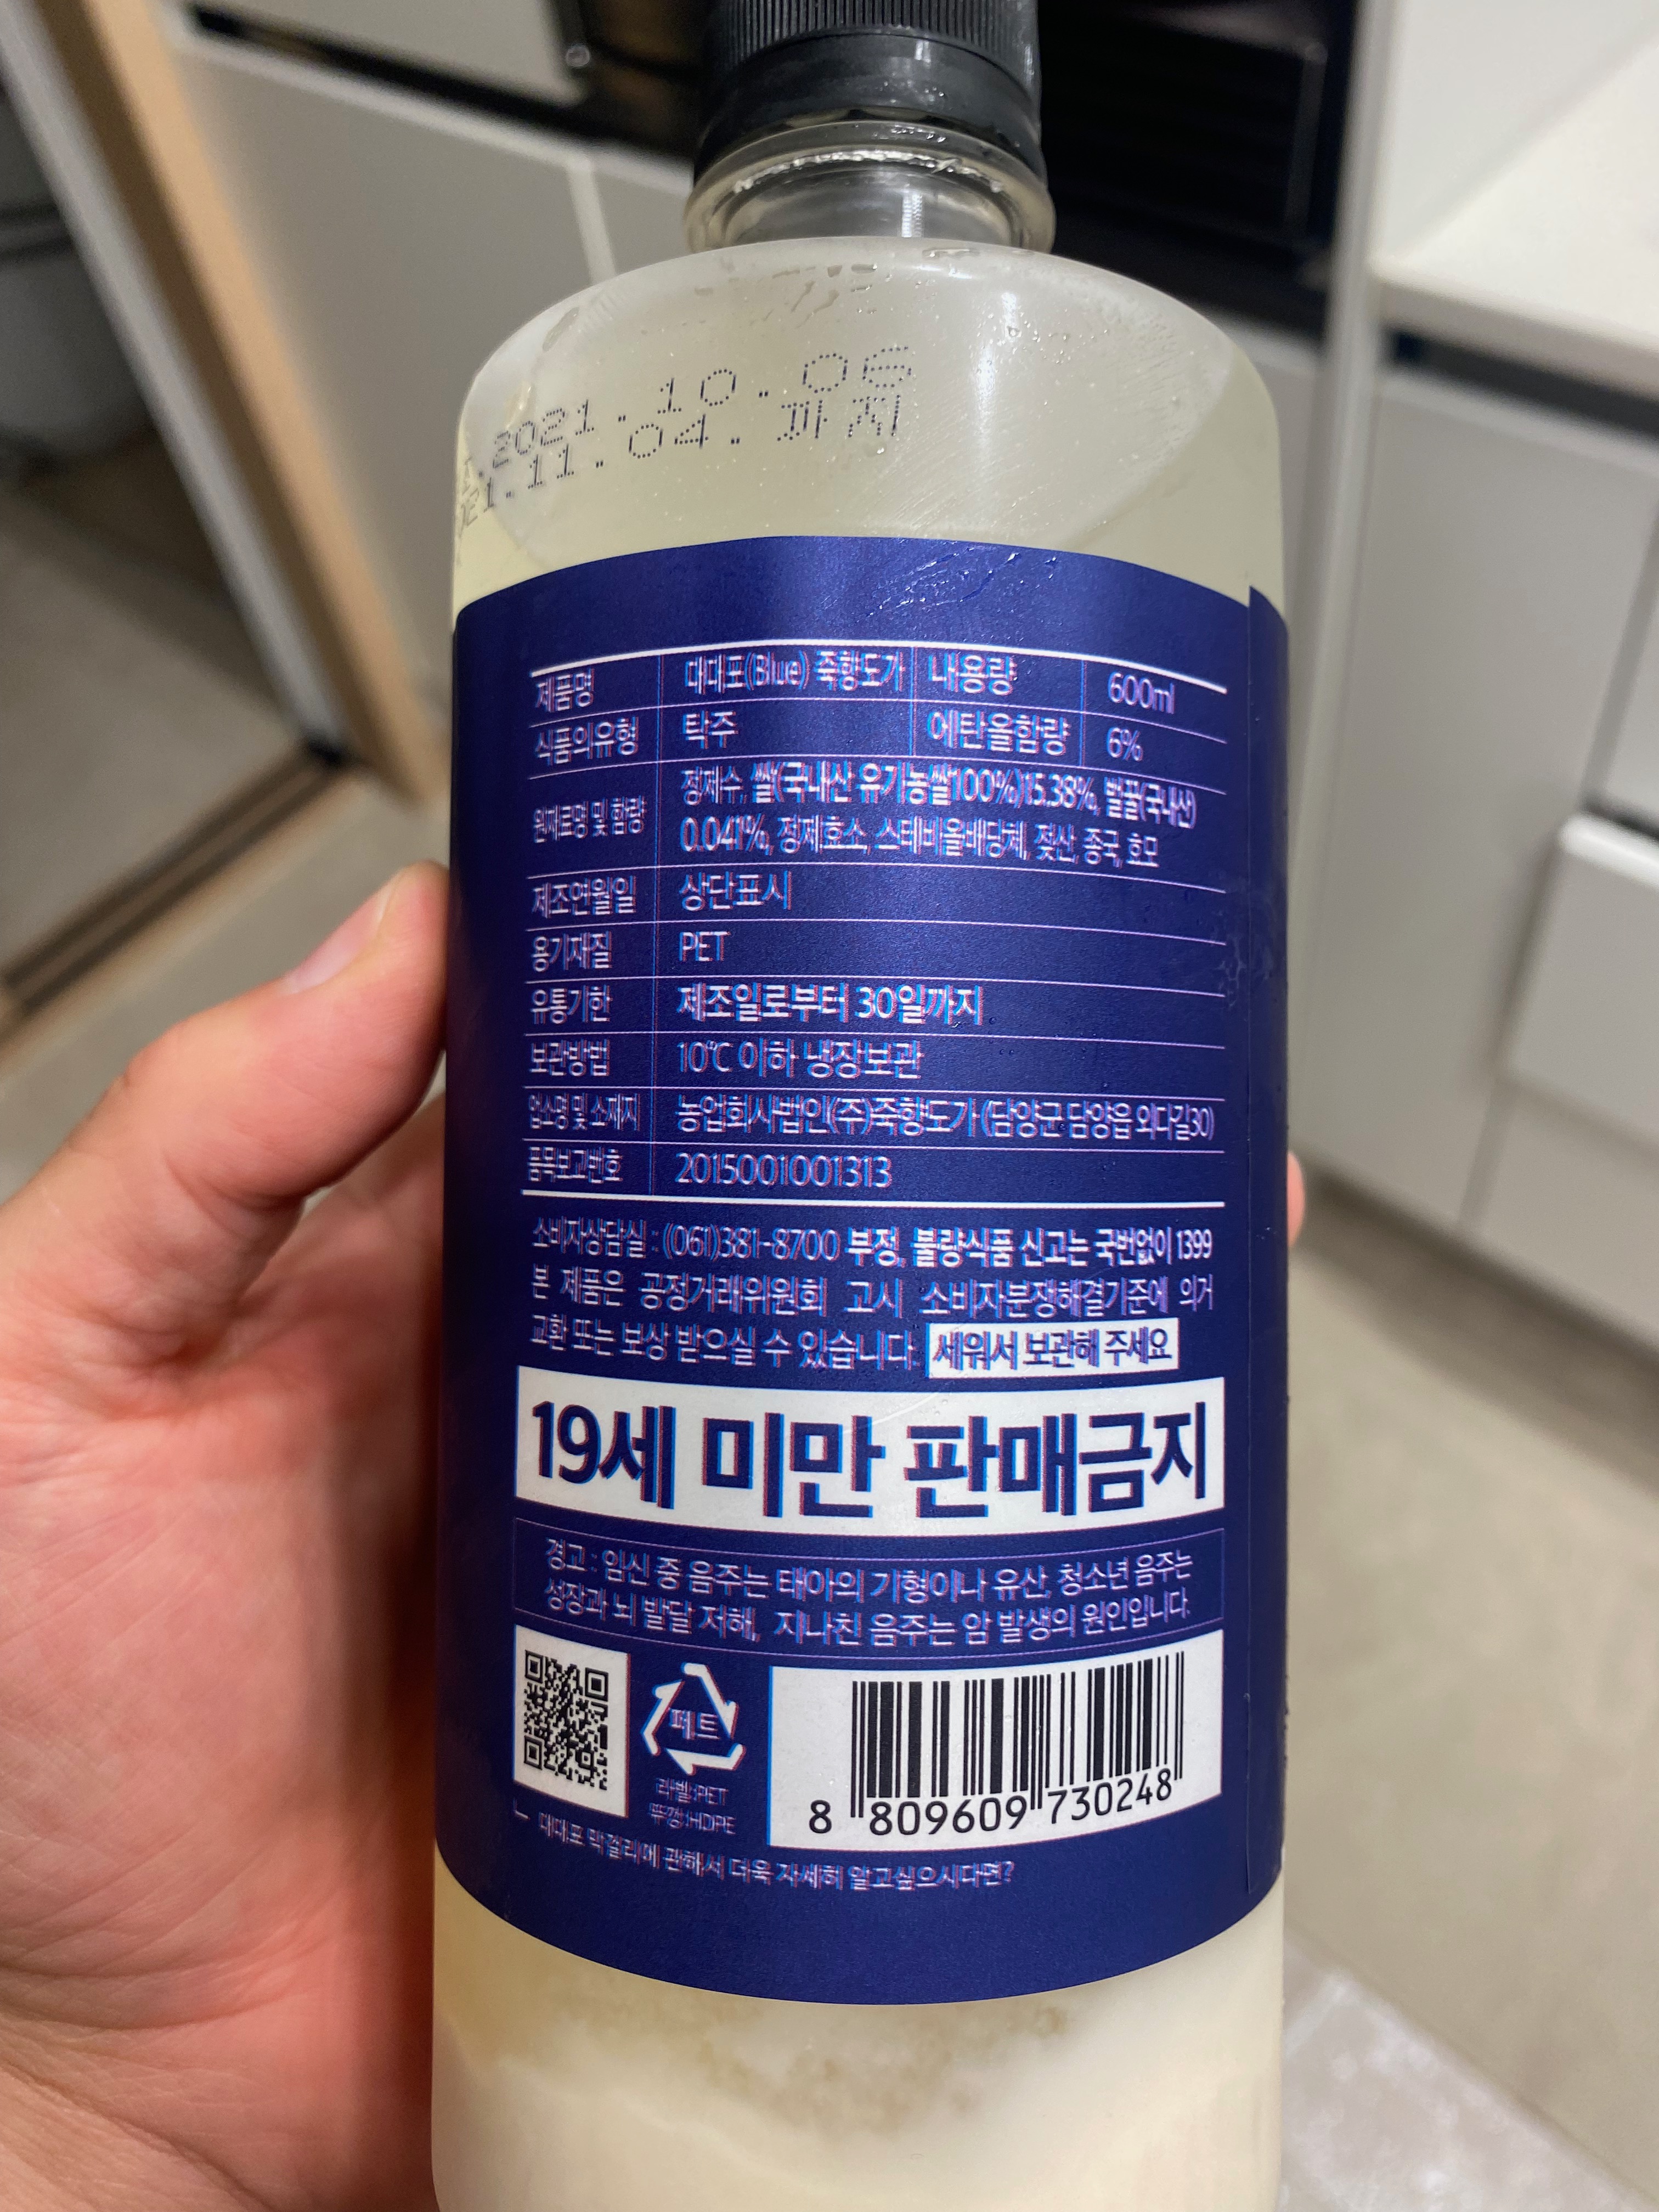 .2021.10.06
21.11.04.까지
제품명 대대포(Blue) 죽향도가 내용량 600ml
식품의유형 탁주 에탄올함량 6%
원재료명 및 함량 정제수, 쌀(국내산 유기농쌀100%)15.38%, 벌꿀(국내산)
0.041%, 정제효소, 스테비올배당체, 젖산, 종국, 효모
제조연월일 상단표시
용기재질 PET
유통기한 제조일로부터 30일까지
보관방법 10℃ 이하 냉장보관
업소명 및 소재지 농업회사법인(주)죽향도가 (담양군 담양읍 외다길30)
품목보고번호 2015001001313
소비자상담실 : (061)381-8700 부정, 불량식품 신고는 국번없이 1399
본 제품은 공정거래위원회 고시 소비자분쟁해결기준에 의거
교환 또는 보상 받으실 수 있습니다. 세워서 보관해 주세요
19세 미만 판매금지
경고 : 임신 중 음주는 태아의 기형이나 유산, 청소년 음주는
성장과 뇌 발달 저해, 지나친 음주는 암 발생의 원인입니다.
페트
라벨:PET
뚜껑:HDPE
8 809609 730248
대대포 막걸리에 관해서 더욱 자세히 알고싶으시다면?